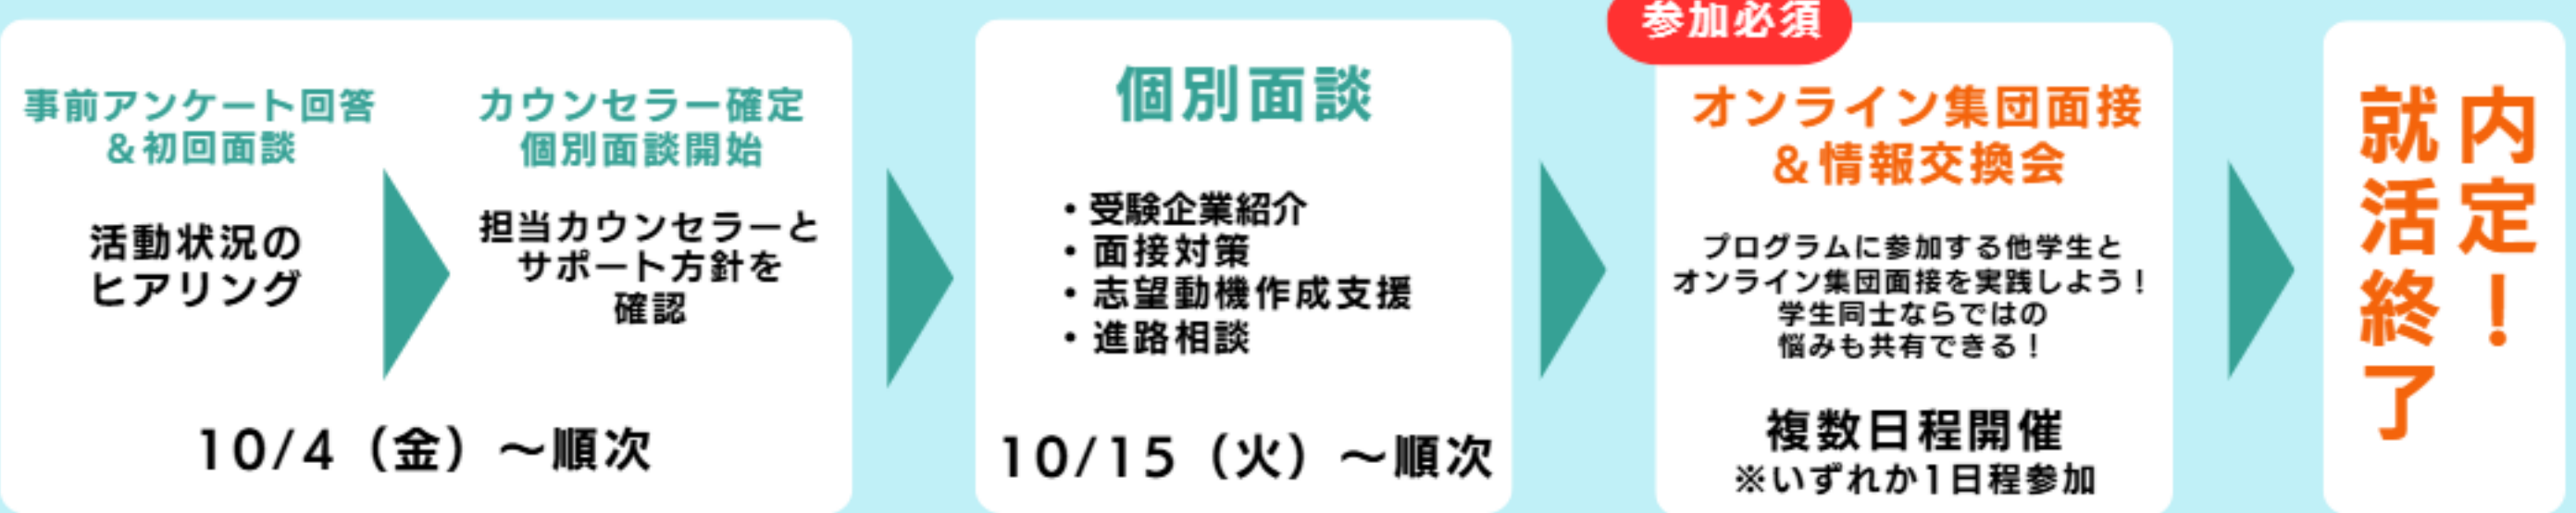 事前アンケート回答
＆初回面談
活動状況の
ヒアリング
カウンセラー確定
個別面談開始
担当カウンセラーと
サポート方針を
確認
10/4（金）～順次
個別面談
・受験企業紹介
・面接対策
・志望動機作成支援
・進路相談
10/15（火）～順次
参加必須
オンライン集団面接
＆情報交換会
プログラムに参加する他学生と
オンライン集団面接を実践しよう！
学生同士ならではの
悩みも共有できる！
複数日程開催
※いずれか1日程参加
内定！
就活終了